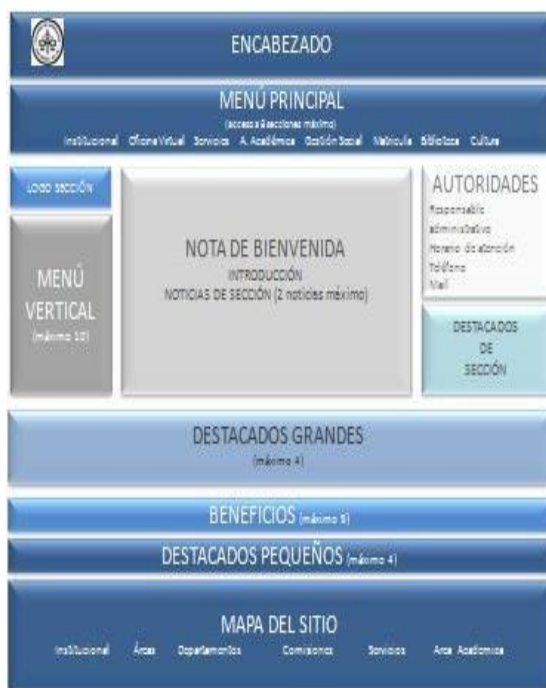 ENCABEZADO
MENÚ PRINCIPAL
(acceso a 9 secciones máximo)
Institucional Oficina Virtual Servicios A. Académica Gestión Social Matricula Biblioteca Cultura
LOGO SECCIÓN
MENÚ
VERTICAL
(máximo 10)
NOTA DE BIENVENIDA
INTRODUCCIÓN
NOTICIAS DE SECCIÓN (2 noticias máximo)
AUTORIDADES
Responsable
administrativo
Horario de atención
Teléfono
Mail
DESTACADOS
DE
SECCIÓN
DESTACADOS GRANDES
(máximo 4)
BENEFICIOS (máximo 5)
DESTACADOS PEQUEÑOS (máximo 4)
MAPA DEL SITIO
Institucional Áreas Departamentos Comisiones Servicios Area Academica